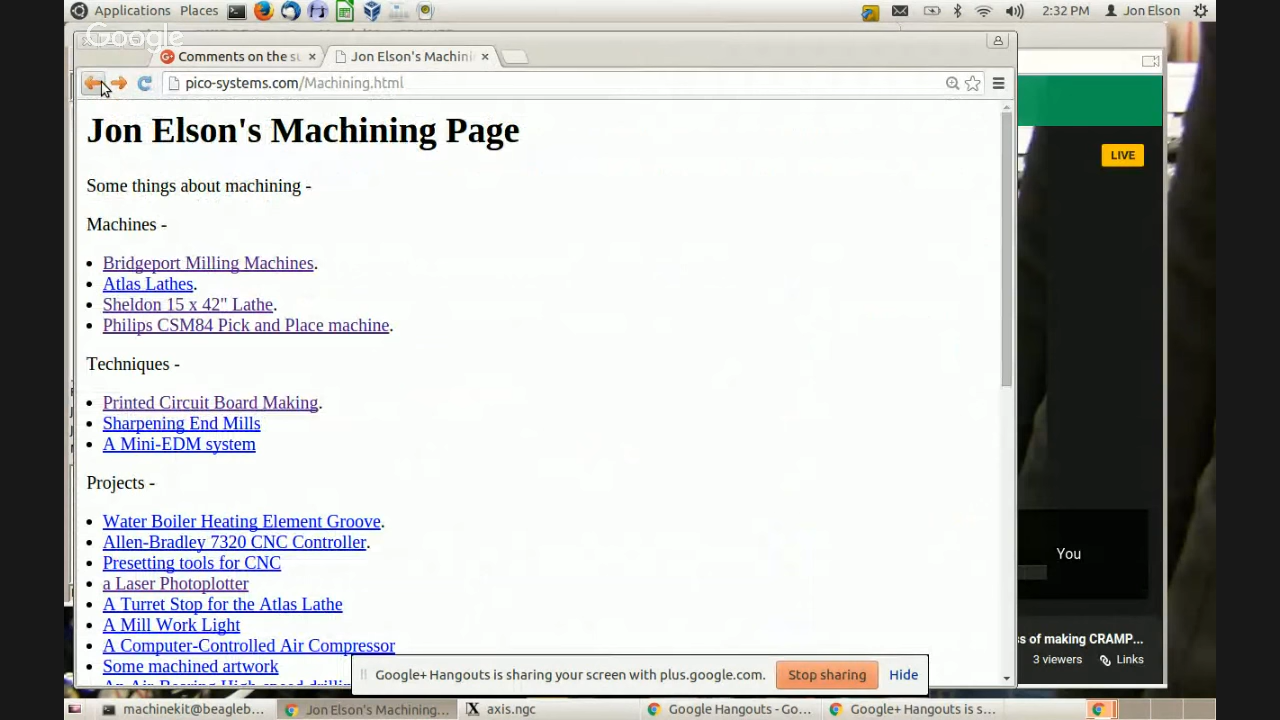 Applications Places 2:32 PM Jon Elson
Google
Comments on the su
Jon Elson's Machinin
pico-systems.com/Machining.html
Jon Elson's Machining Page
Some things about machining -
Machines -
Bridgeport Milling Machines.
Atlas Lathes.
Sheldon 15 x 42" Lathe.
Philips CSM84 Pick and Place machine.
Techniques -
Printed Circuit Board Making.
Sharpening End Mills
A Mini-EDM system
Projects -
Water Boiler Heating Element Groove.
Allen-Bradley 7320 CNC Controller.
Presetting tools for CNC
a Laser Photoplotter
A Turret Stop for the Atlas Lathe
A Mill Work Light
A Computer-Controlled Air Compressor
Some machined artwork
An Air Bearing High-speed drilli
LIVE
You
ss of making CRAMP...
3 viewers Links
Google+ Hangouts is sharing your screen with plus.google.com. Stop sharing Hide
machinekit@beagleb...
Jon Elson's Machining...
axis.ngc
Google Hangouts - Go...
Google+ Hangouts is s...